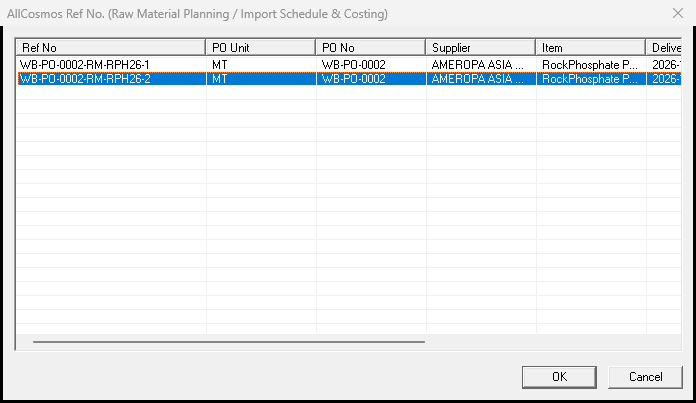 AllCosmos Ref No. (Raw Material Planning / Import Schedule & Costing)
Ref No PO Unit PO No Supplier Item Delive
WB-PO-0002-RM-RPH26-1 MT WB-PO-0002 AMEROPA ASIA ... RockPhosphate P... 2026-
WB-PO-0002-RM-RPH26-2 MT WB-PO-0002 AMEROPA ASIA ... RockPhosphate P... 2026-
OK Cancel